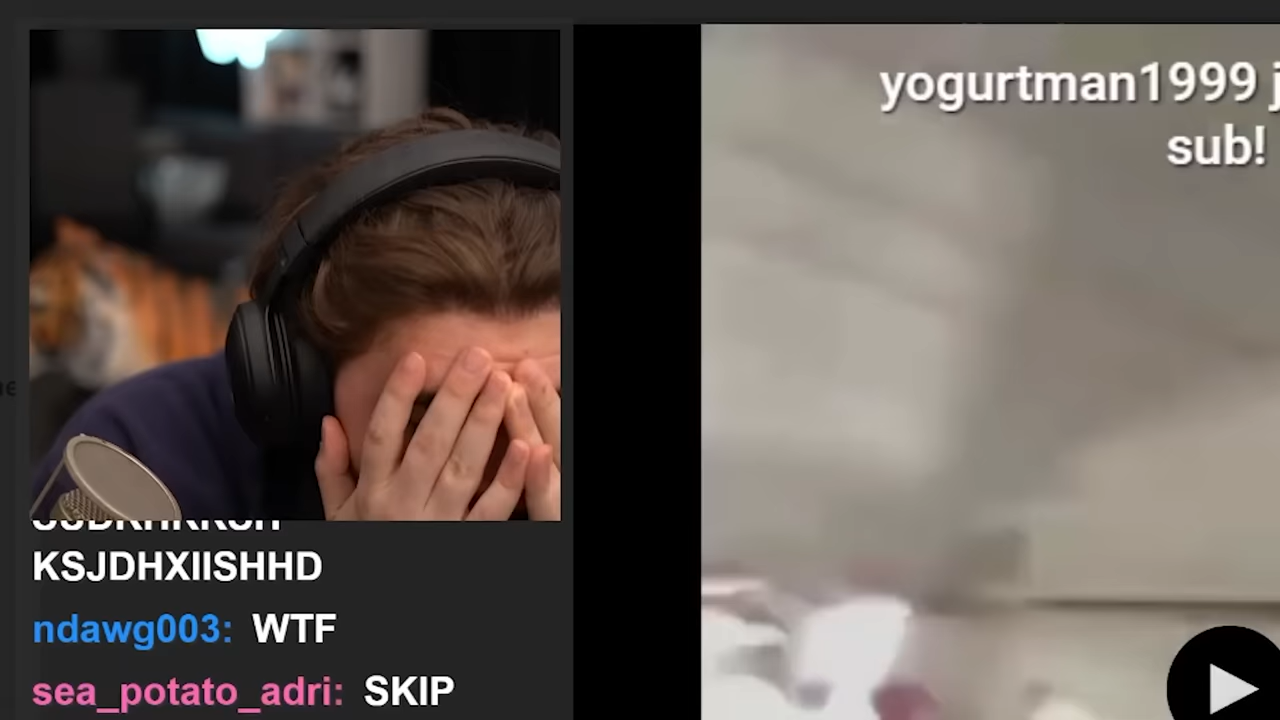 yogurtman1999 j
sub!
KSJDHXIISHHD
ndawg003: WTF
sea_potato_adri: SKIP